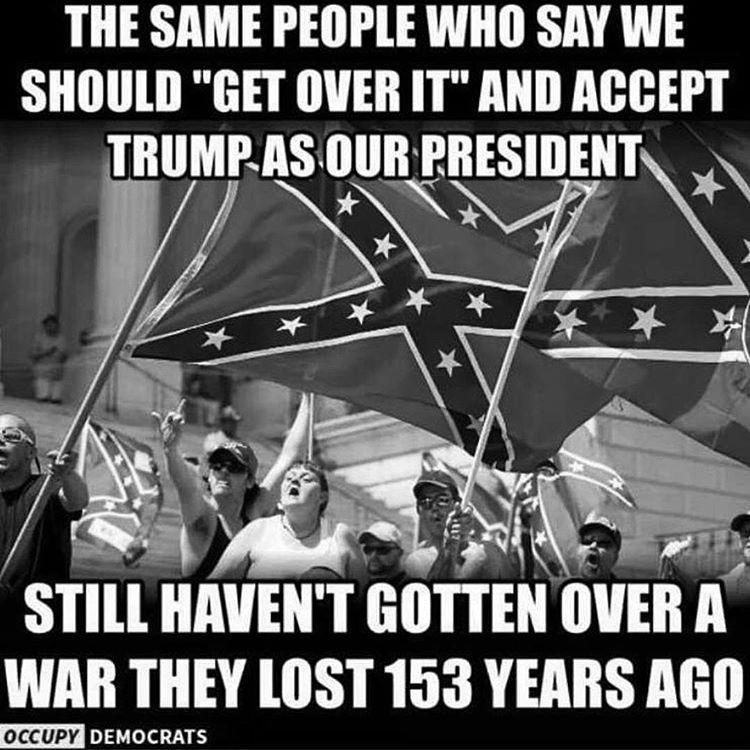 THE SAME PEOPLE WHO SAY WE
SHOULD "GET OVER IT" AND ACCEPT
TRUMP AS OUR PRESIDENT
STILL HAVEN'T GOTTEN OVER A
WAR THEY LOST 153 YEARS AGO
OCCUPY DEMOCRATS